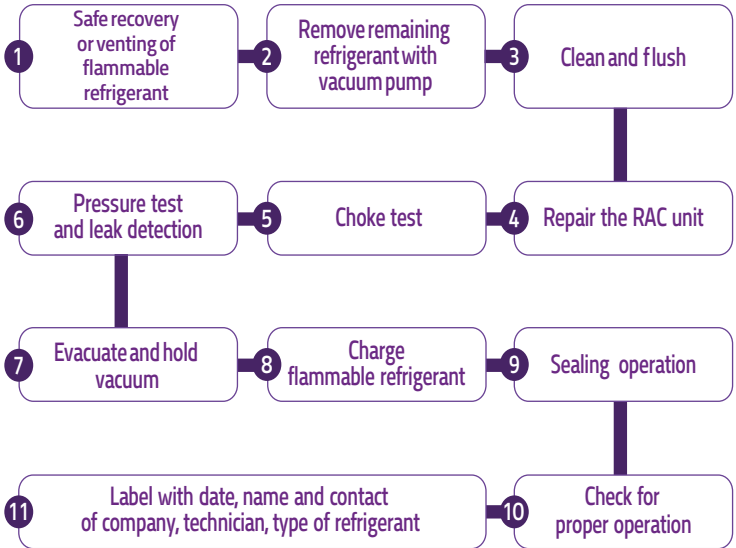 1
Safe recovery
or venting of
flammable
refrigerant
2
Remove remaining
refrigerant with
vacuum pump
3
Clean and flush
6
Pressure test
and leak detection
5
Choke test
4
Repair the RAC unit
7
Evacuate and hold
vacuum
8
Charge
flammable refrigerant
9
Sealing operation
11
Label with date, name and contact
of company, technician, type of refrigerant
10
Check for
proper operation